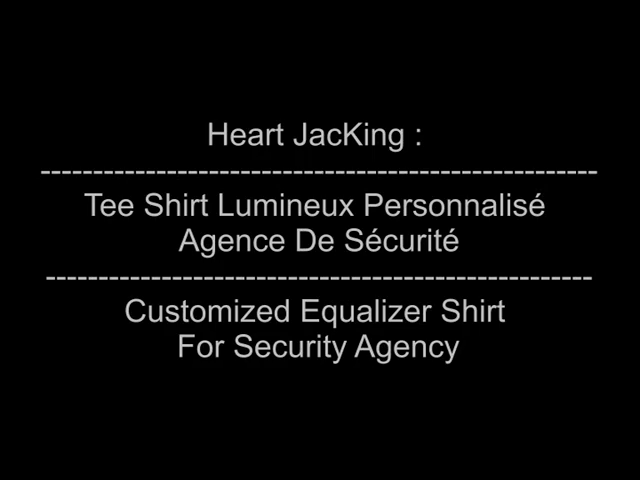 Heart JacKing :
-----------------------------------------------------
Tee Shirt Lumineux Personnalisé
Agence De Sécurité
----------------------------------------------------
Customized Equalizer Shirt
For Security Agency